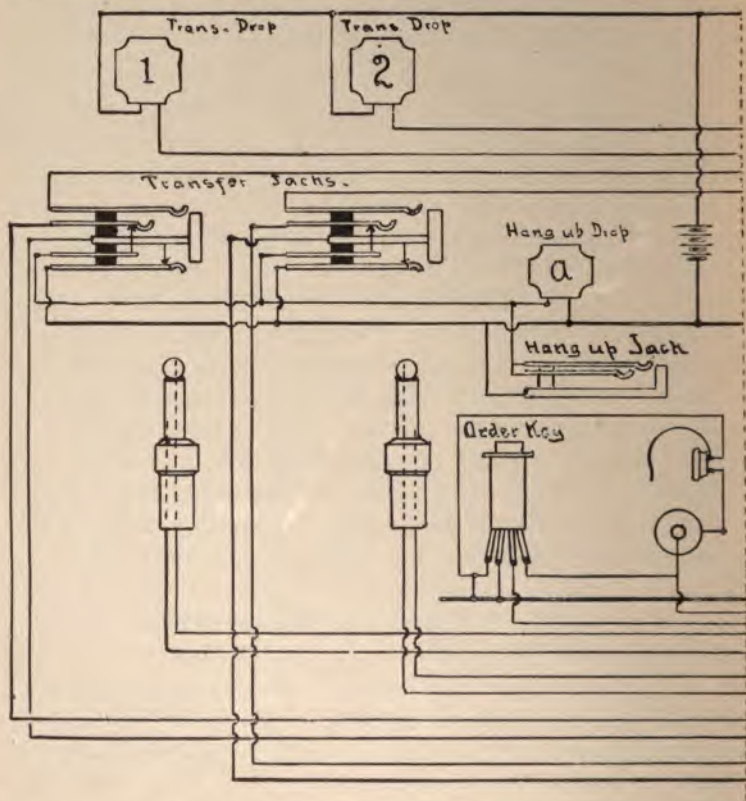 Trans. Drop
Trans. Drop
1
2
Transfer Jacks.
Hang up Drop
a
Hang up Jack
Order Key